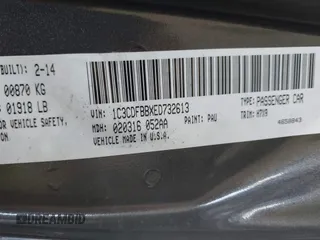 BUILT): 2-14
00870 KG
01918 LB
OR VEHICLE SAFETY,
VIN: 1C3CDFBBXED732613
TYPE: PASSENGER CAR
MDH: 020316 052AA
PAINT: PAU
TRIM: H7X9
VEHICLE MADE IN U.S.A.
DREAMBID